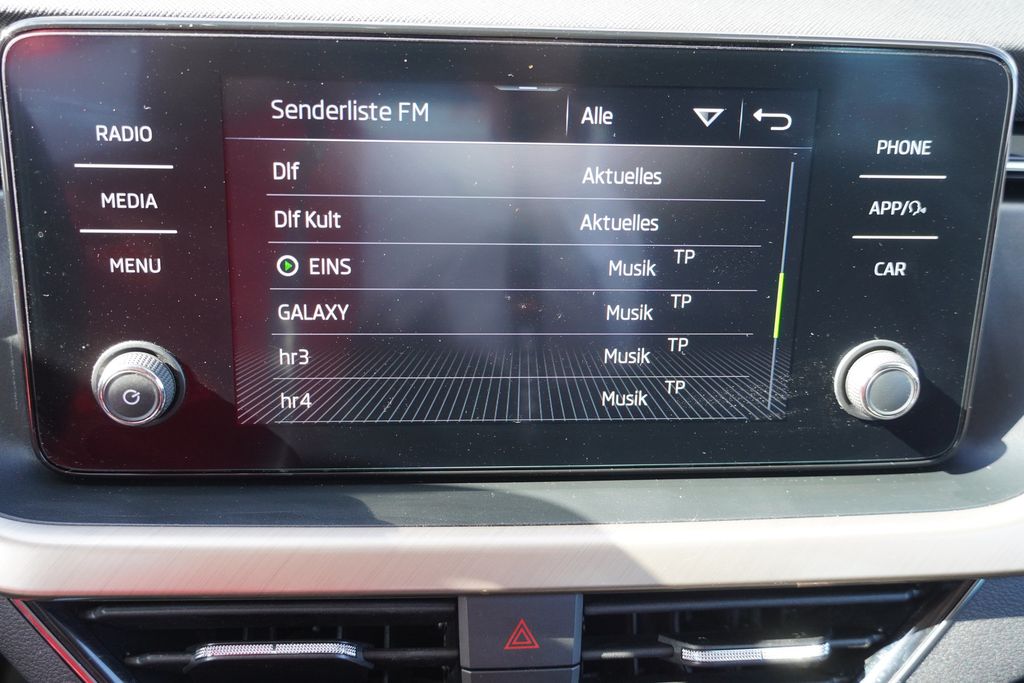 Senderliste FM Alle
RADIO
MEDIA
MENU
Dlf Aktuelles
Dlf Kult Aktuelles
EINS Musik TP
GALAXY Musik TP
hr3 Musik TP
hr4 Musik TP
PHONE
APP/
CAR